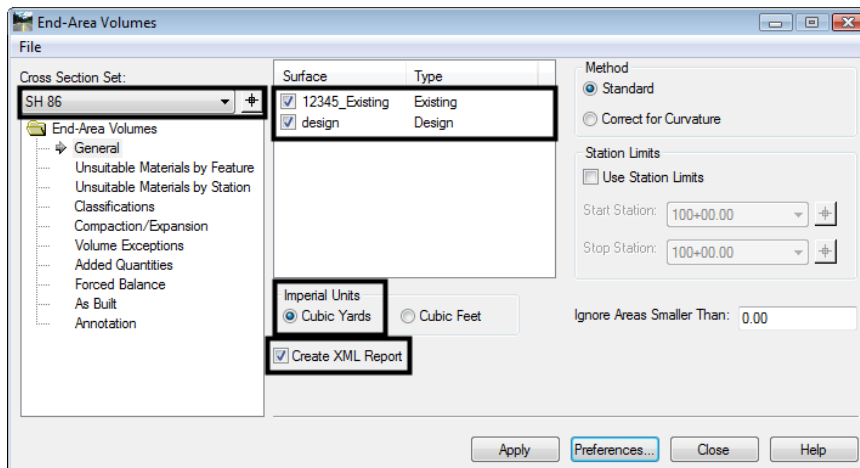 End-Area Volumes
File
Cross Section Set:
SH 86
End-Area Volumes
General
Unsuitable Materials by Feature
Unsuitable Materials by Station
Classifications
Compaction/Expansion
Volume Exceptions
Added Quantities
Forced Balance
As Built
Annotation
Surface Type
12345_Existing Existing
design Design
Imperial Units
Cubic Yards Cubic Feet
Create XML Report
Method
Standard
Correct for Curvature
Station Limits
Use Station Limits
Start Station: 100+00.00
Stop Station: 100+00.00
Ignore Areas Smaller Than: 0.00
Apply Preferences... Close Help